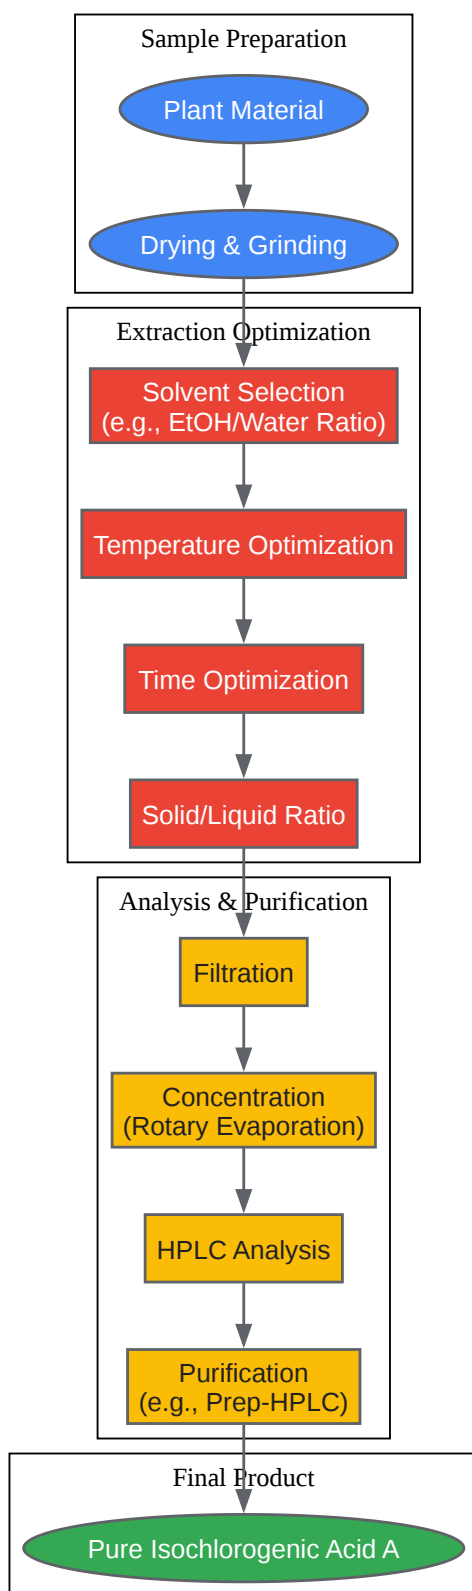 Sample Preparation
Plant Material
Drying & Grinding
Extraction Optimization
Solvent Selection
(e.g., EtOH/Water Ratio)
Temperature Optimization
Time Optimization
Solid/Liquid Ratio
Analysis & Purification
Filtration
Concentration
(Rotary Evaporation)
HPLC Analysis
Purification
(e.g., Prep-HPLC)
Final Product
Pure Isochlorogenic Acid A